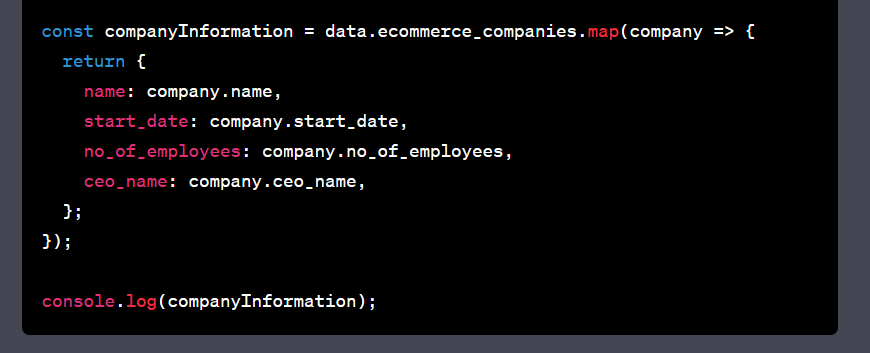 const companyInformation = data.ecommerce_companies.map(company => {
  return {
    name: company.name,
    start_date: company.start_date,
    no_of_employees: company.no_of_employees,
    ceo_name: company.ceo_name,
  };
});

console.log(companyInformation);